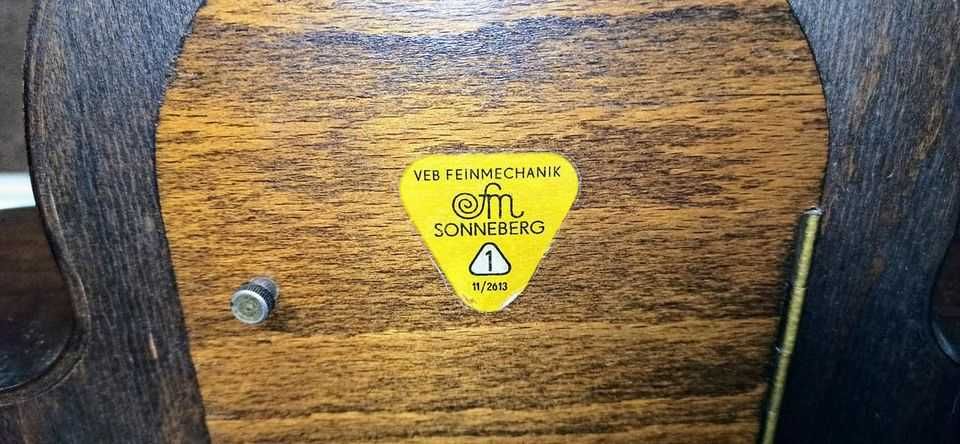 VEB FEINMECHANIK
fm
SONNEBERG
1
11/2613